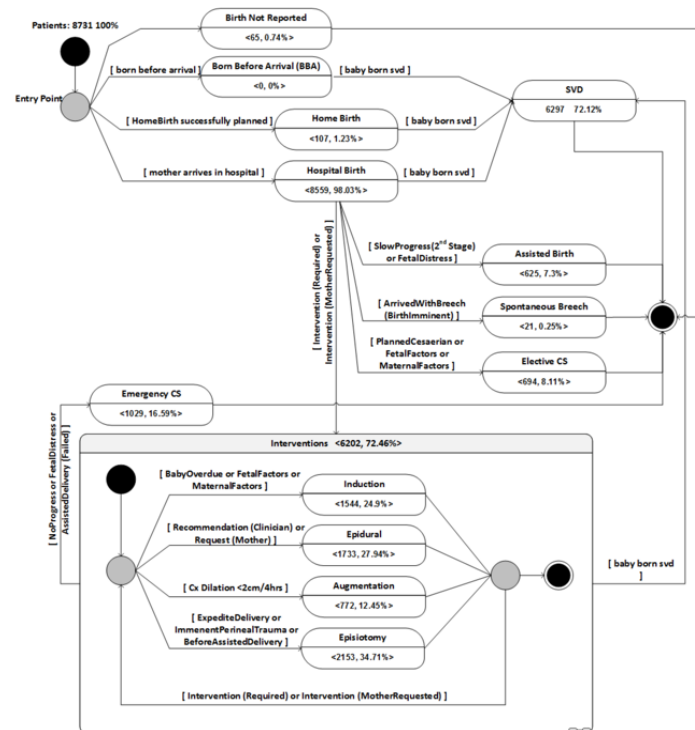 Patients: 8731 100%
Birth Not Reported
<65, 0.74%>
Entry Point
[ born before arrival ]
Born Before Arrival (BBA)
<0, 0%>
[ baby born svd ]
SVD
6297 72.12%
[ HomeBirth successfully planned ]
Home Birth
<107, 1.23%>
[ baby born svd ]
[ mother arrives in hospital ]
Hospital Birth
<8559, 98.03%>
[ baby born svd ]
[ Intervention (Required) or
Intervention (MotherRequested) ]
[ SlowProgress(2nd Stage)
or FetalDistress ]
Assisted Birth
<625, 7.3%>
[ ArrivedWithBreech
(BirthImminent) ]
Spontaneous Breech
<21, 0.25%>
[ PlannedCesaerian or
FetalFactors or
MaternalFactors ]
Elective CS
<694, 8.11%>
Emergency CS
<1029, 16.59%>
[ NoProgress or FetalDistress or
AssistedDelivery (Failed) ]
Interventions <6202, 72.46%>
[ BabyOverdue or FetalFactors or
MaternalFactors ]
Induction
<1544, 24.9%>
[ Recommendation (Clinician) or
Request (Mother) ]
Epidural
<1733, 27.94%>
[ Cx Dilation <2cm/4hrs ]
Augmentation
<772, 12.45%>
[ ExpediteDelivery or
ImmenentPerinealTrauma or
BeforeAssistedDelivery ]
Episiotomy
<2153, 34.71%>
[ baby born svd
]
[ Intervention (Required) or Intervention (MotherRequested) ]